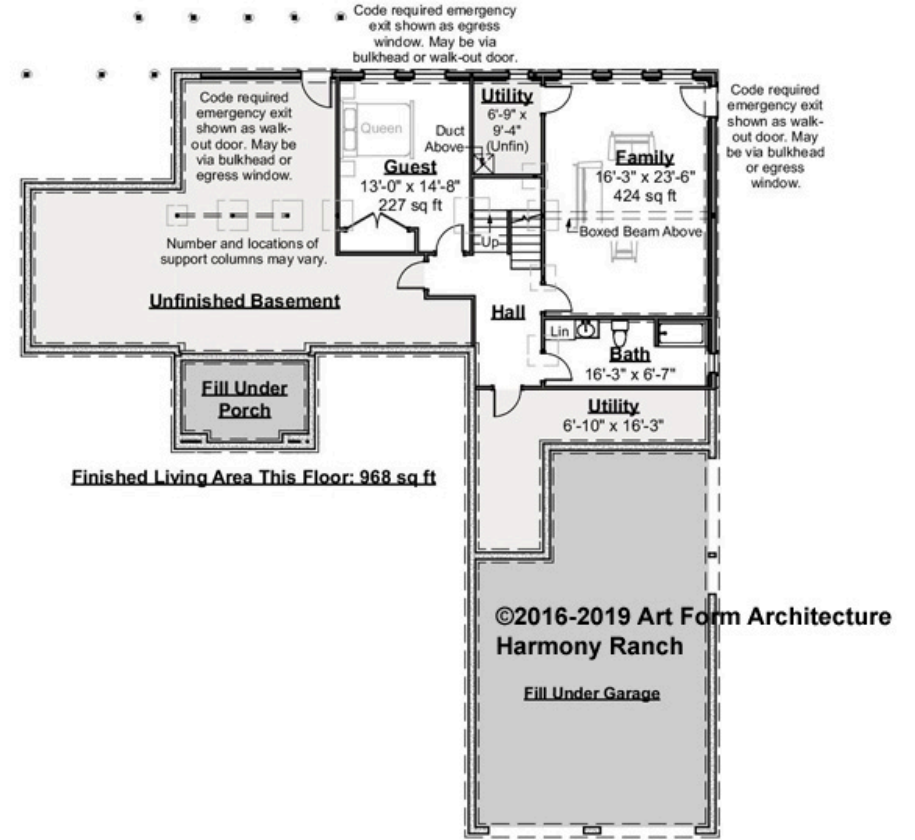 Code required emergency
exit shown as egress
window. May be via
bulkhead or walk-out door.
Code required
emergency exit
shown as walk-
out door. May be
via bulkhead or
egress window.
Queen
Duct
Above
Utility
6'-9" x
9'-4"
(Unfin)
Code required
emergency exit
shown as walk-
out door. May
be via bulkhead
or egress
window.
Guest
13'-0" x 14'-8"
227 sq ft
Family
16'-3" x 23'-6"
424 sq ft
Number and locations of
support columns may vary.
Up
Boxed Beam Above
Unfinished Basement
Hall
Lin
Bath
16'-3" x 6'-7"
Fill Under
Porch
Utility
6'-10" x 16'-3"
Finished Living Area This Floor: 968 sq ft
©2016-2019 Art Form Architecture
Harmony Ranch
Fill Under Garage